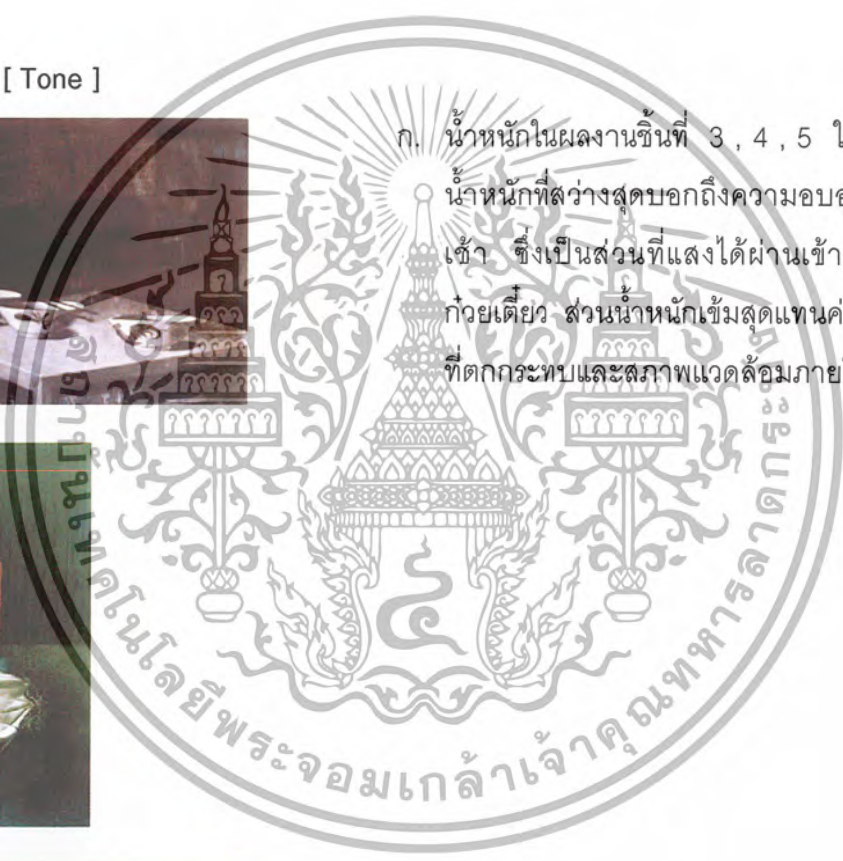 [ Tone ]
ก. น้ำหนักในผลงานชิ้นที่ 3 , 4 , 5 ใ
น้ำหนักที่สว่างสุดบอกถึงความอบอ
เช้า ซึ่งเป็นส่วนที่แสงได้ผ่านเข้า
ก๋วยเตี๋ยว ส่วนน้ำหนักเข้มสุดแทนค่
ที่ตกกระทบและสภาพแวดล้อมภาย
พระจอมเกล้าเจ้าคุณทหารลาดกระ